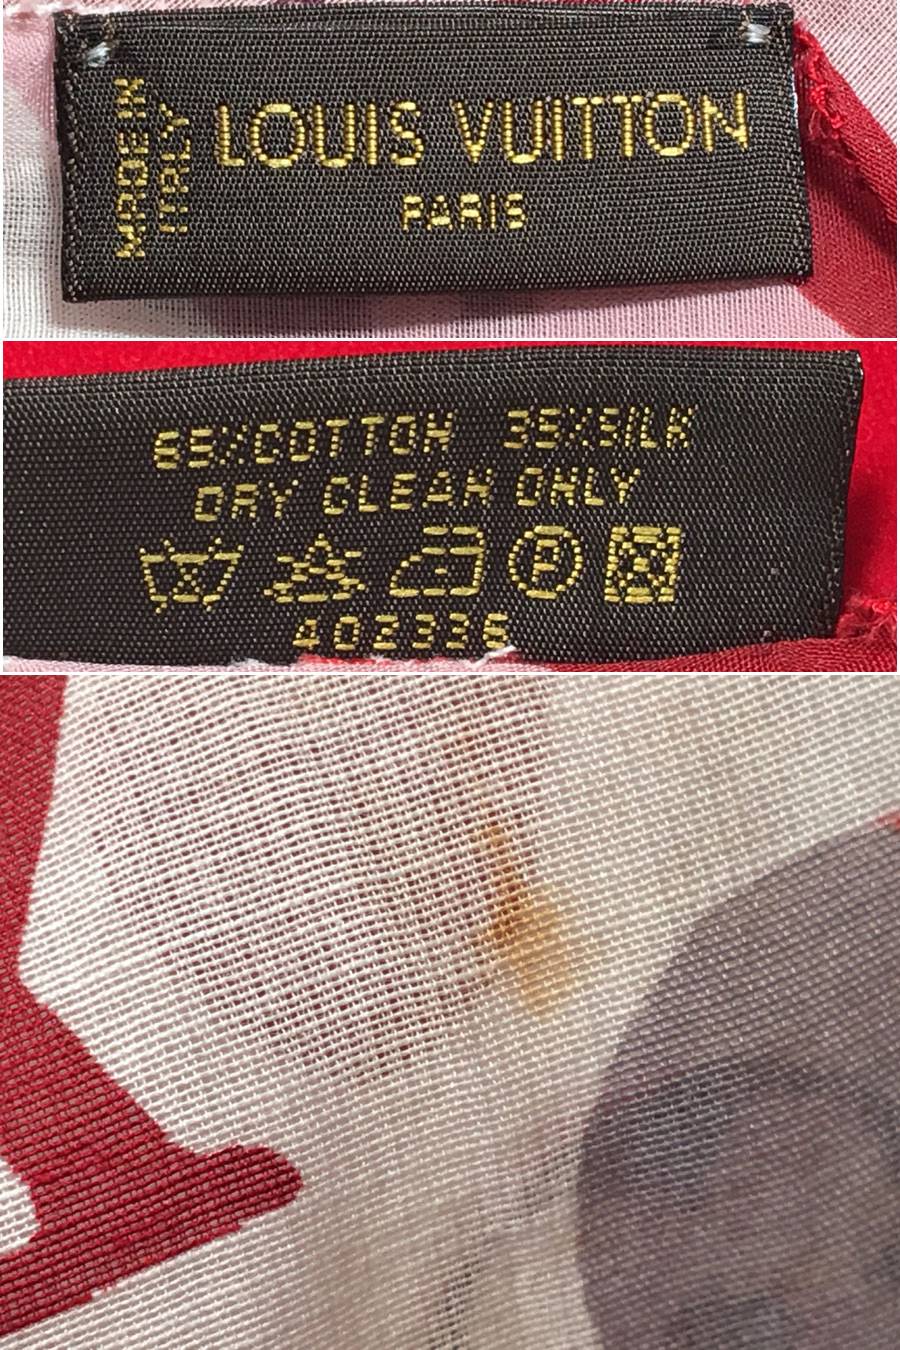 MADE IN
ITALY
LOUIS VUITTON
PARIS
65%COTTON 35%SILK
DRY CLEAN ONLY
P
402336